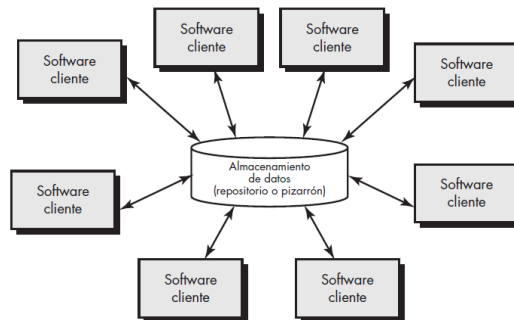 Software
cliente
Software
cliente
Software
cliente
Software
cliente
Almacenamiento
de datos
(repositorio o pizarrón)
Software
cliente
Software
cliente
Software
cliente
Software
cliente